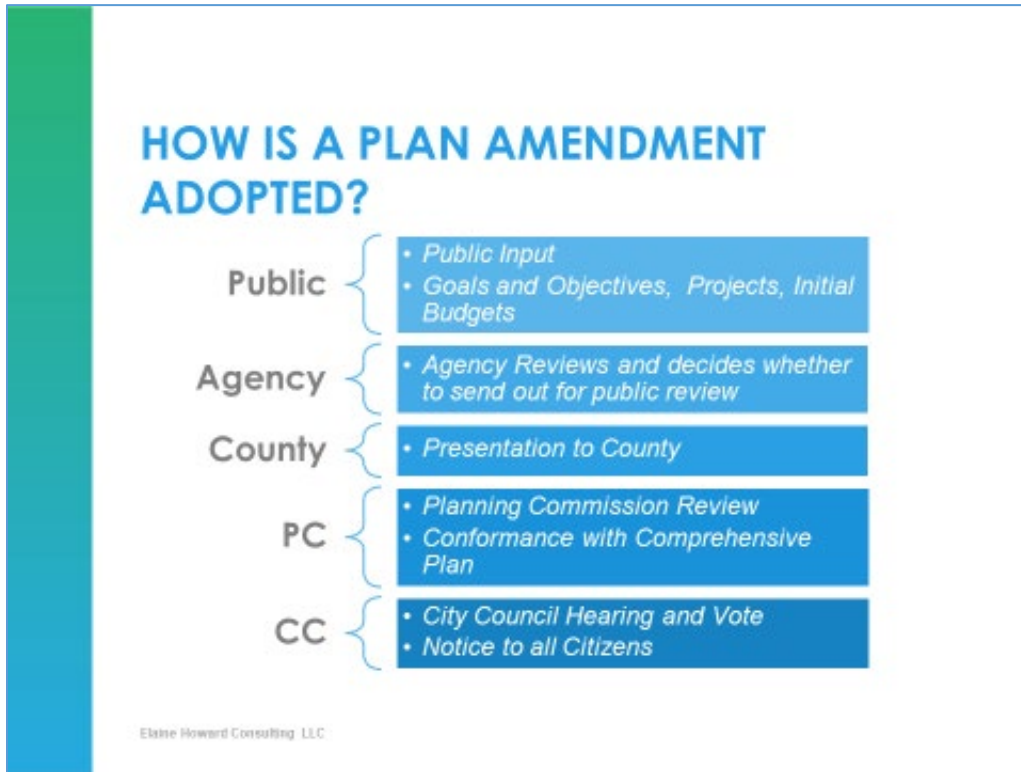 HOW IS A PLAN AMENDMENT
ADOPTED?
Public
• Public Input
• Goals and Objectives, Projects, Initial
Budgets
Agency
• Agency Reviews and decides whether
to send out for public review
County
• Presentation to County
PC
• Planning Commission Review
• Conformance with Comprehensive
Plan
CC
• City Council Hearing and Vote
• Notice to all Citizens
Elaine Howard Consulting LLC